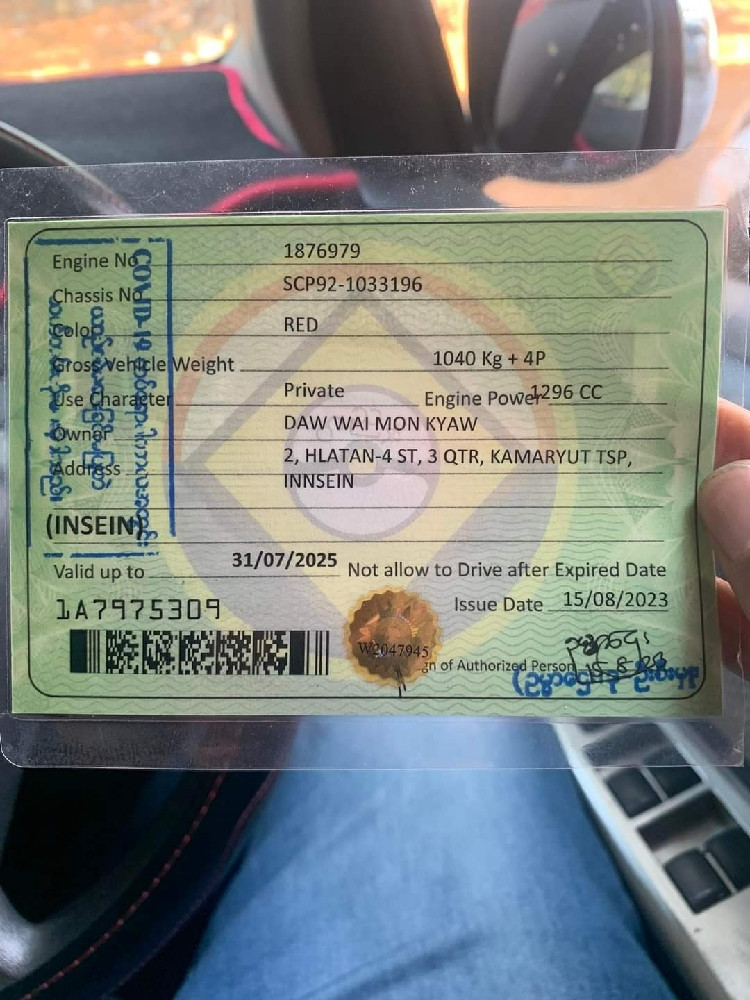 Engine No 1876979
Chassis No SCP92-1033196
Color RED
Gross Vehicle Weight 1040 Kg + 4P
Use Character Private Engine Power 1296 CC
Owner DAW WAI MON KYAW
Address 2, HLATAN-4 ST, 3 QTR, KAMARYUT TSP,
INNSEIN
(INSEIN)
Valid up to 31/07/2025 Not allow to Drive after Expired Date
1A7975309 Issue Date 15/08/2023
W2047945
gn of Authorized Person
COVID-19